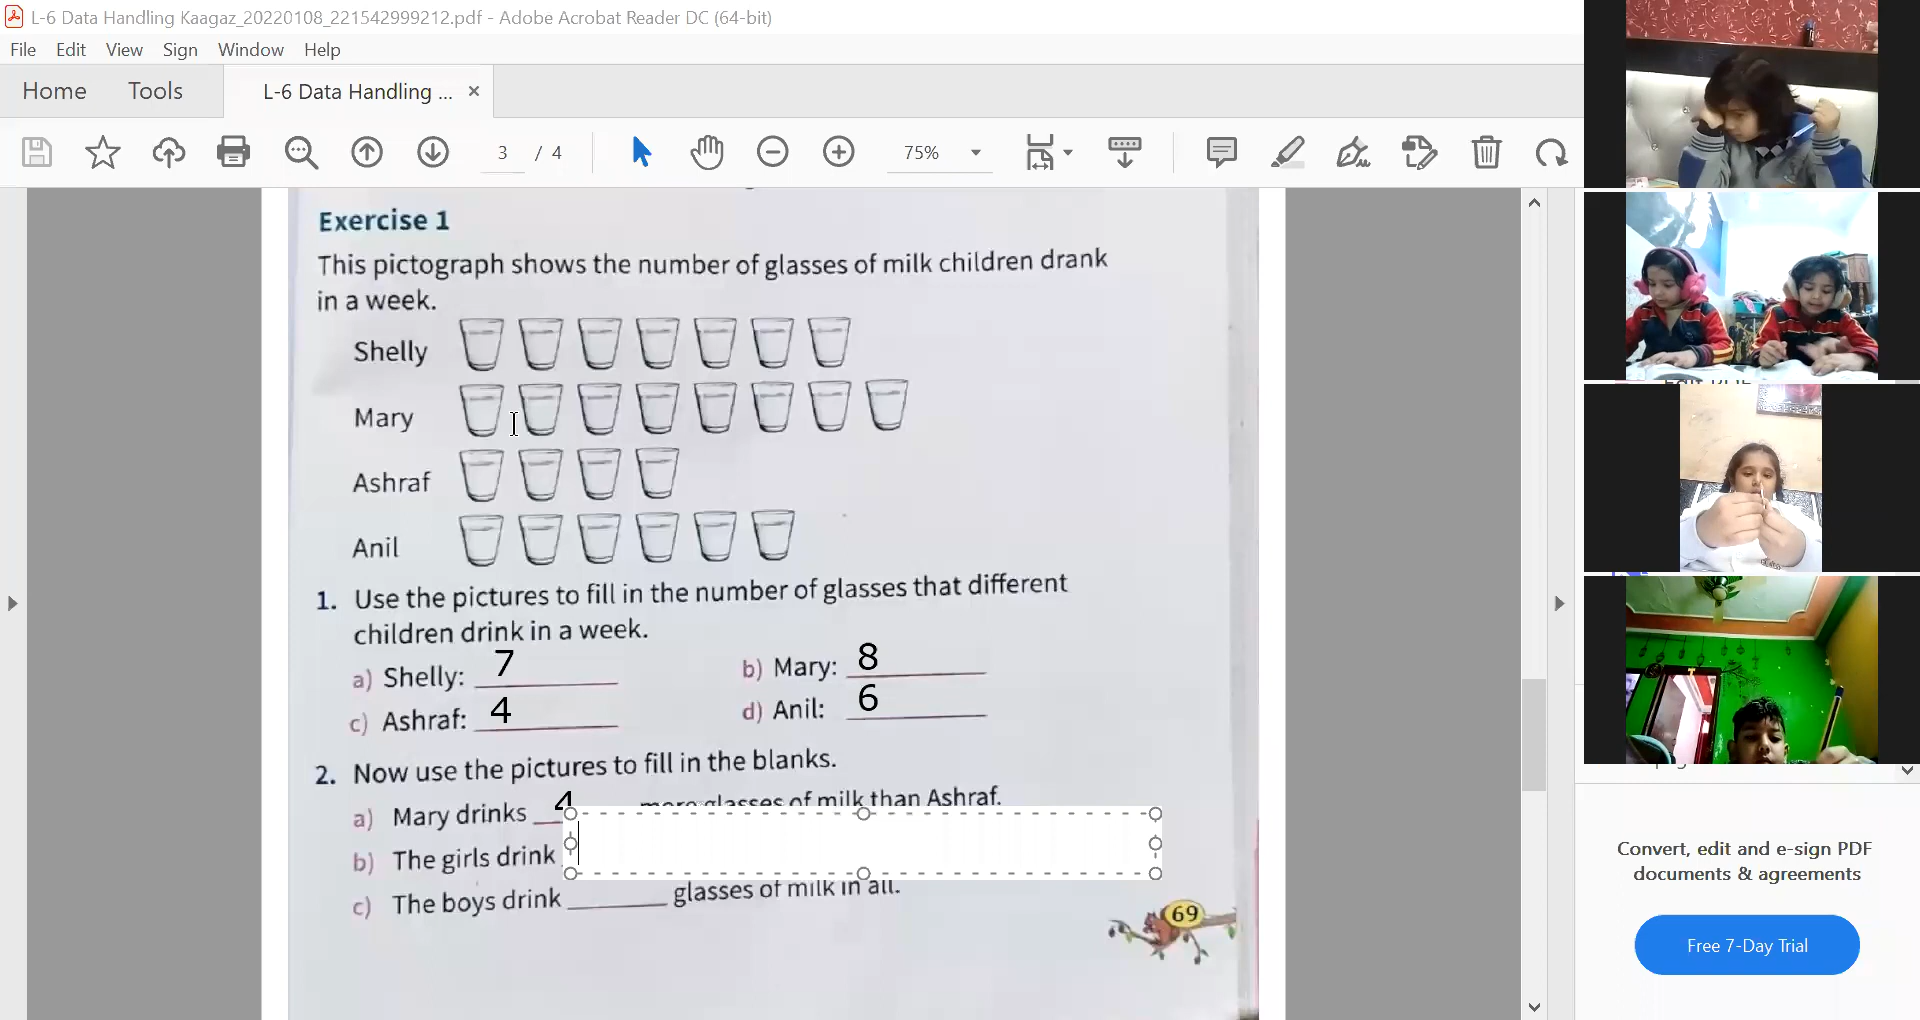 L-6 Data Handling Kaagaz_20220108_221542999212.pdf - Adobe Acrobat Reader DC (64-bit)
File Edit View Sign Window Help
Home Tools L-6 Data Handling ... ×
3 / 4 75%
Exercise 1
This pictograph shows the number of glasses of milk children drank
in a week.
Shelly
Mary
Ashraf
Anil
1. Use the pictures to fill in the number of glasses that different
children drink in a week.
a) Shelly: 7 b) Mary: 8
c) Ashraf: 4 d) Anil: 6
2. Now use the pictures to fill in the blanks.
a) Mary drinks 4 more glasses of milk than Ashraf.
b) The girls drink
c) The boys drink ________ glasses of milk in all.
69
Convert, edit and e-sign PDF
documents & agreements
Free 7-Day Trial